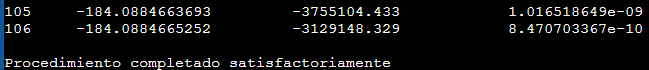 105 -184.0884663693 -3755104.433 1.016518649e-09
106 -184.0884665252 -3129148.329 8.470703367e-10
Procedimiento completado satisfactoriamente